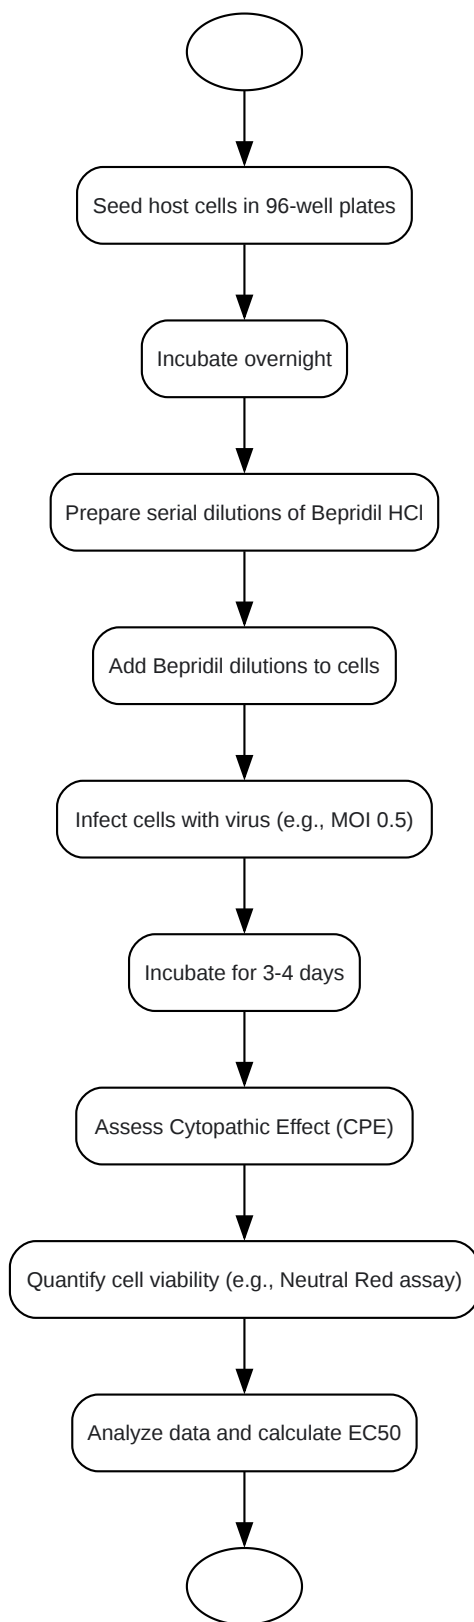 Seed host cells in 96-well plates
Incubate overnight
Prepare serial dilutions of Bepridil HCl
Add Bepridil dilutions to cells
Infect cells with virus (e.g., MOI 0.5)
Incubate for 3-4 days
Assess Cytopathic Effect (CPE)
Quantify cell viability (e.g., Neutral Red assay)
Analyze data and calculate EC50